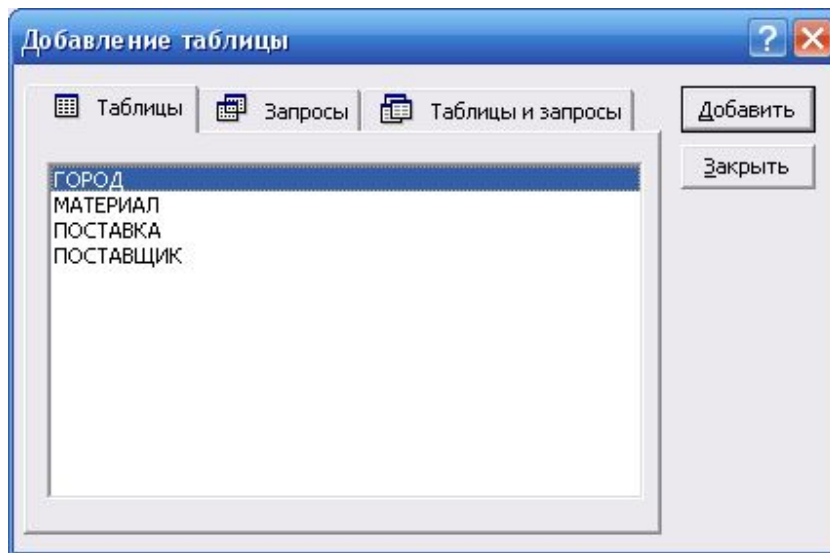 Добавление таблицы
Таблицы Запросы Таблицы и запросы
Добавить
Закрыть
ГОРОД
МАТЕРИАЛ
ПОСТАВКА
ПОСТАВЩИК